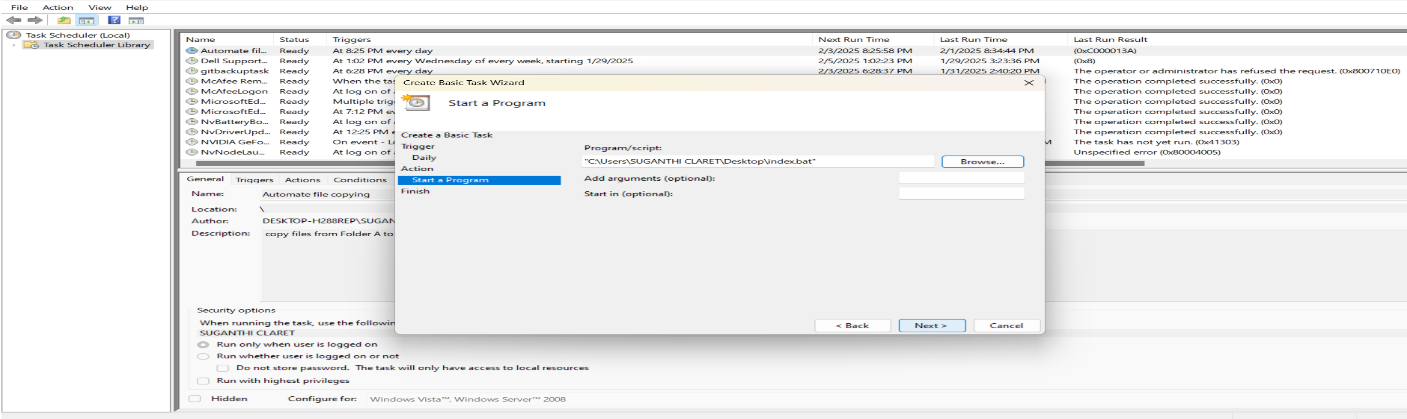 File Action View Help
Task Scheduler (Local)
Task Scheduler Library
Name Status Triggers Next Run Time Last Run Time Last Run Result
Automate fil... Ready At 8:25 PM every day 2/3/2025 8:25:58 PM 2/1/2025 8:34:44 PM (0xC000013A)
Dell Support... Ready At 1:02 PM every Wednesday of every week, starting 1/29/2025 2/5/2025 1:02:23 PM 1/29/2025 3:23:36 PM (0x8)
gitbackuptask Ready At 6:28 PM every day 2/3/2025 6:28:37 PM 1/31/2025 2:40:20 PM The operator or administrator has refused the request. (0x800710E0)
McAfee Rem... Ready When the tas The operation completed successfully. (0x0)
McAfeeLogon Ready At log on of The operation completed successfully. (0x0)
MicrosoftEd... Ready Multiple trig The operation completed successfully. (0x0)
MicrosoftEd... Ready At 7:12 PM ev The operation completed successfully. (0x0)
NvBatteryBo... Ready At log on of The operation completed successfully. (0x0)
NvDriverUpd... Ready At 12:25 PM The operation completed successfully. (0x0)
NVIDIA GeFo... Ready On event - L M The task has not yet run. (0x41303)
NvNodeLau... Ready At log on of Unspecified error (0x80004005)
General Triggers Actions Conditions
Name: Automate file copying
Location: \
Author: DESKTOP-H288REP\SUGAN
Description: copy files from Folder A to
Security options
When running the task, use the followin
SUGANTHI CLARET
Run only when user is logged on
Run whether user is logged on or not
Do not store password. The task will only have access to local resources
Run with highest privileges
Hidden Configure for: Windows Vista™, Windows Server™ 2008
Create Basic Task Wizard
Start a Program
Create a Basic Task
Trigger
Daily
Action
Start a Program
Finish
Program/script:
"C:\Users\SUGANTHI CLARET\Desktop\index.bat" Browse...
Add arguments (optional):
Start in (optional):
< Back Next > Cancel